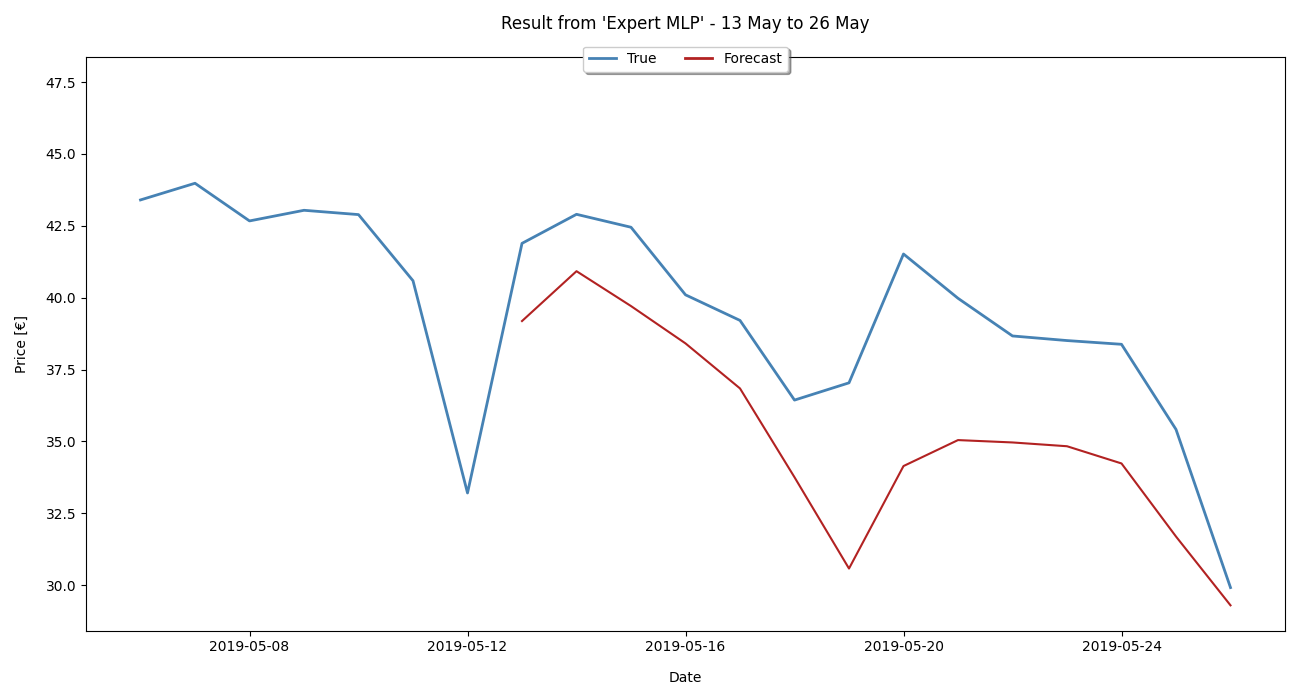 Result from 'Expert MLP' - 13 May to 26 May
True Forecast
47.5
45.0
42.5
40.0
37.5
35.0
32.5
30.0
Price [€]
2019-05-08 2019-05-12 2019-05-16 2019-05-20 2019-05-24
Date